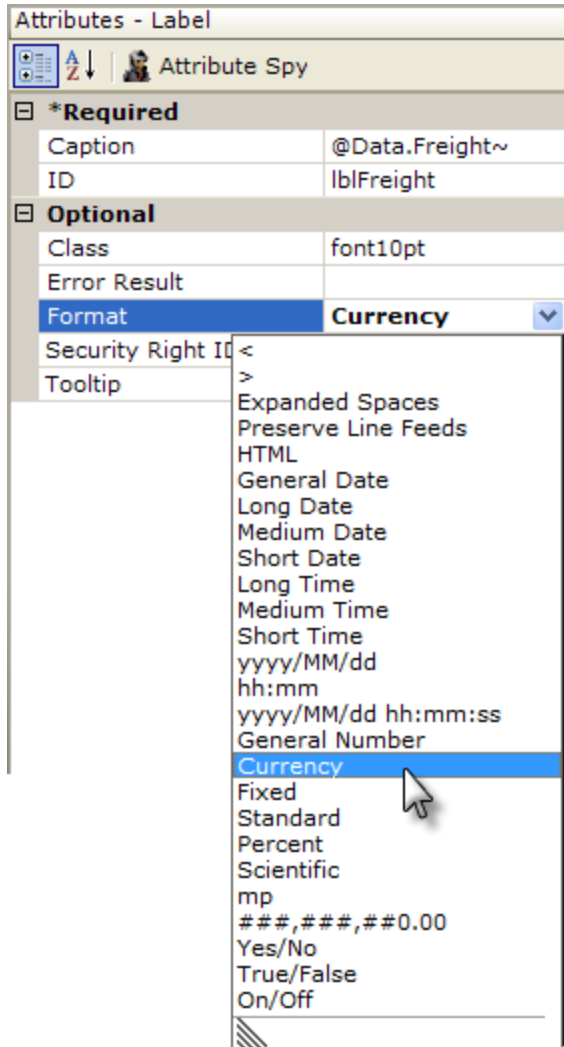 Attributes - Label
A Z Attribute Spy
*Required
Caption @Data.Freight~
ID lblFreight
Optional
Class font10pt
Error Result
Format Currency
Security Right ID
Tooltip
<
>
Expanded Spaces
Preserve Line Feeds
HTML
General Date
Long Date
Medium Date
Short Date
Long Time
Medium Time
Short Time
yyyy/MM/dd
hh:mm
yyyy/MM/dd hh:mm:ss
General Number
Currency
Fixed
Standard
Percent
Scientific
mp
###,###,##0.00
Yes/No
True/False
On/Off